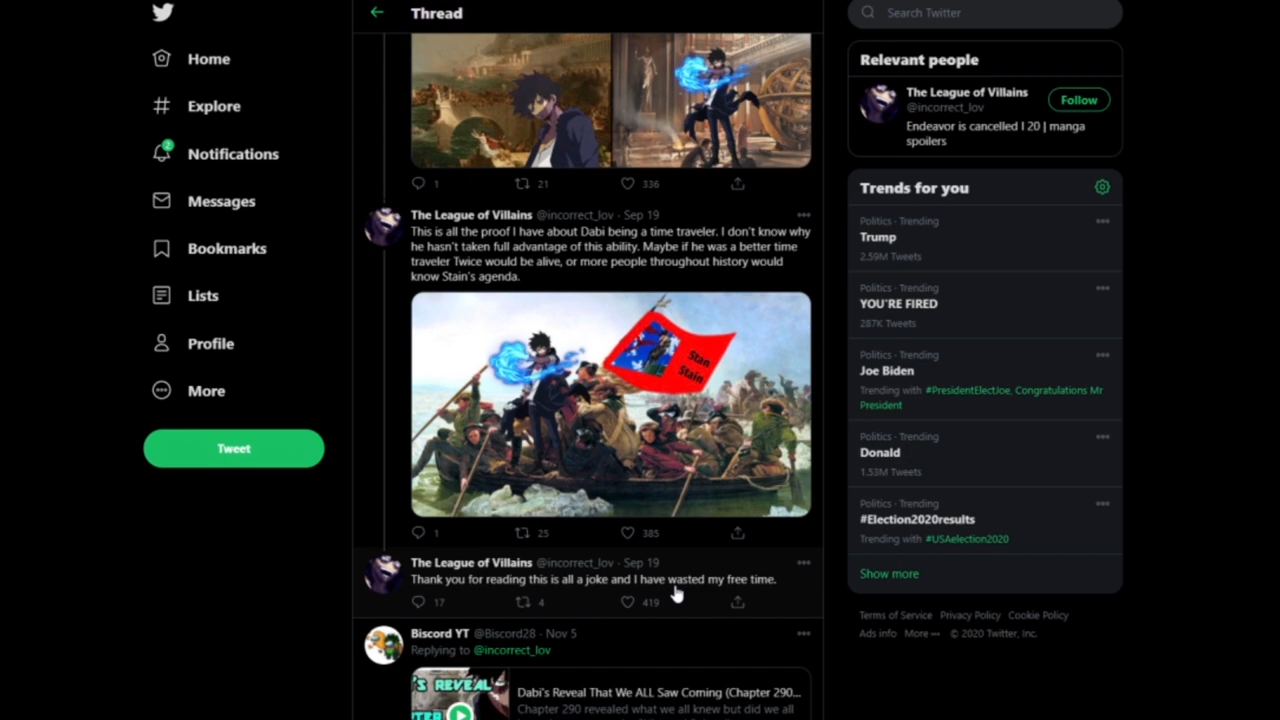 Home
Explore
2
Notifications
Messages
Bookmarks
Lists
Profile
More
Tweet
Thread
1
21
336
The League of Villains @incorrect_lov · Sep 19
This is all the proof I have about Dabi being a time traveler. I don't know why
he hasn't taken full advantage of this ability. Maybe if he was a better time
traveler Twice would be alive, or more people throughout history would
know Stain's agenda.
Stan
Stain
1
25
385
The League of Villains @incorrect_lov · Sep 19
Thank you for reading this is all a joke and I have wasted my free time.
17
4
419
Biscord YT @Biscord28 · Nov 5
Replying to @incorrect_lov
'S REVEAL
Dabi's Reveal That We ALL Saw Coming (Chapter 290...
Chapter 290 revealed what we all knew but did we all
Search Twitter
Relevant people
The League of Villains
@incorrect_lov
Follow
Endeavor is cancelled I 20 | manga
spoilers
Trends for you
Politics · Trending
Trump
2.59M Tweets
Politics · Trending
YOU'RE FIRED
287K Tweets
Politics · Trending
Joe Biden
Trending with #PresidentElectJoe, Congratulations Mr
President
Politics · Trending
Donald
1.53M Tweets
Politics · Trending
#Election2020results
Trending with #USAelection2020
Show more
Terms of Service Privacy Policy Cookie Policy
Ads info More ··· © 2020 Twitter, Inc.